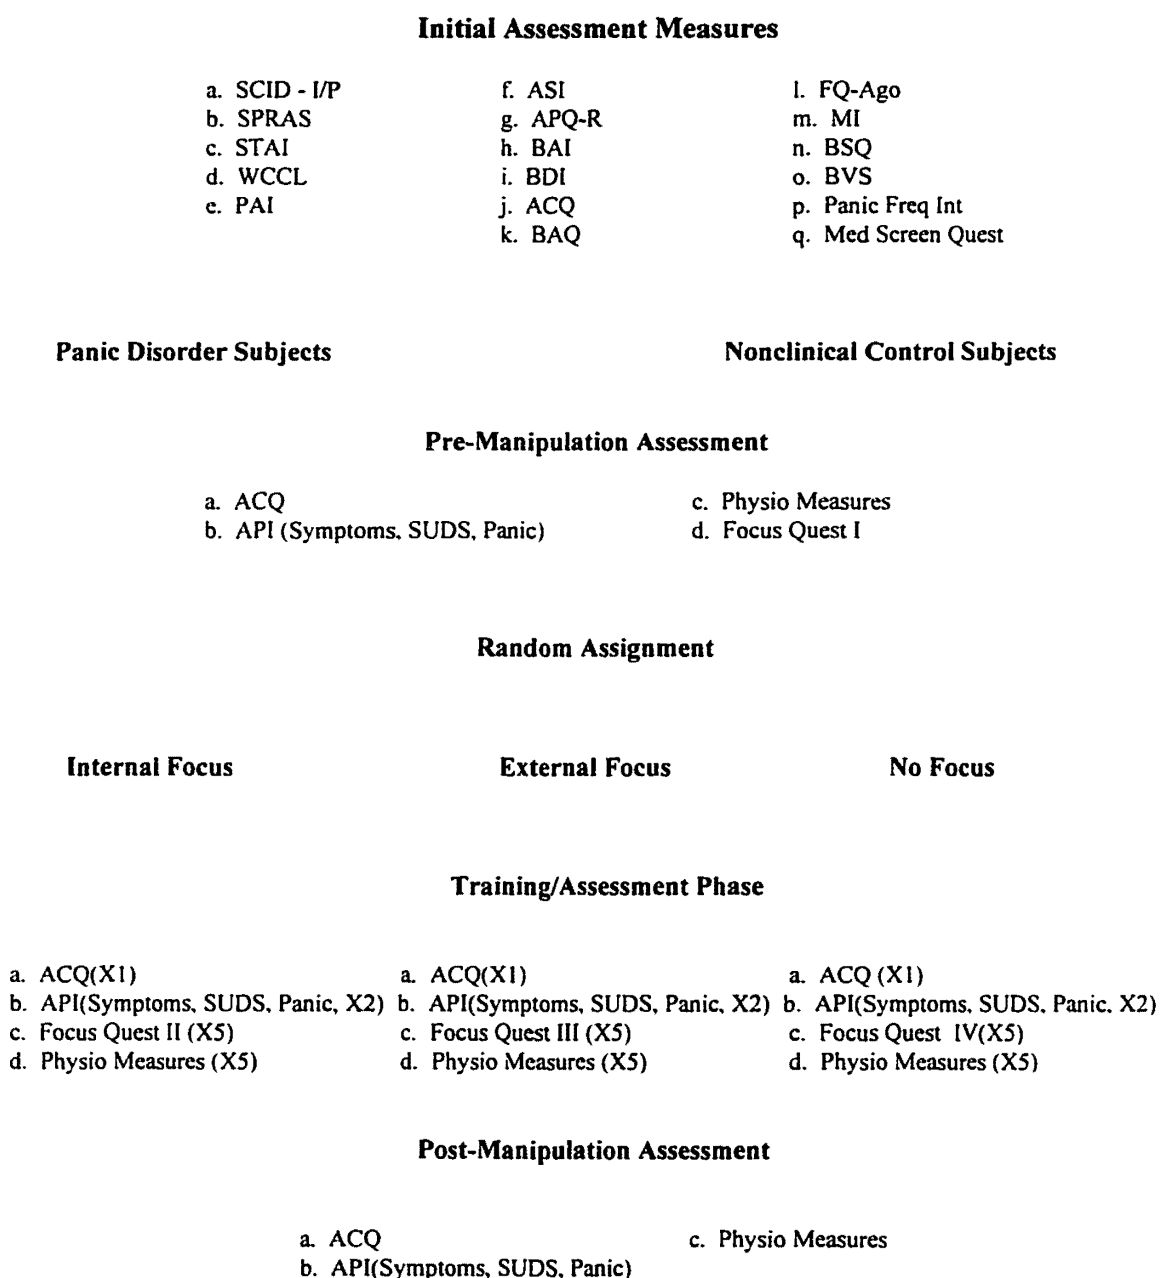 Initial Assessment Measures
a. SCID - I/P f. ASI l. FQ-Ago
b. SPRAS g. APQ-R m. MI
c. STAI h. BAI n. BSQ
d. WCCL i. BDI o. BVS
e. PAI j. ACQ p. Panic Freq Int
k. BAQ q. Med Screen Quest
Panic Disorder Subjects Nonclinical Control Subjects
Pre-Manipulation Assessment
a. ACQ c. Physio Measures
b. API (Symptoms, SUDS, Panic) d. Focus Quest I
Random Assignment
Internal Focus External Focus No Focus
Training/Assessment Phase
a. ACQ(X1) a. ACQ(X1) a. ACQ (X1)
b. API(Symptoms, SUDS, Panic, X2) b. API(Symptoms, SUDS, Panic, X2) b. API(Symptoms, SUDS, Panic, X2)
c. Focus Quest II (X5) c. Focus Quest III (X5) c. Focus Quest IV(X5)
d. Physio Measures (X5) d. Physio Measures (X5) d. Physio Measures (X5)
Post-Manipulation Assessment
a. ACQ c. Physio Measures
b. API(Symptoms, SUDS, Panic)